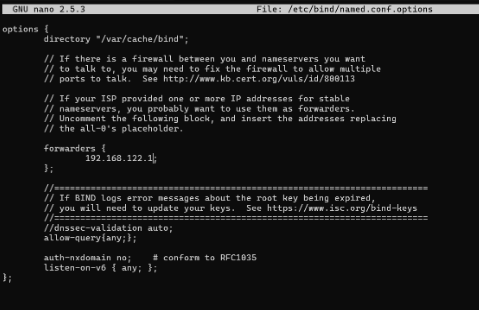 GNU nano 2.5.3 File: /etc/bind/named.conf.options
options {
directory "/var/cache/bind";
// If there is a firewall between you and nameservers you want
// to talk to, you may need to fix the firewall to allow multiple
// ports to talk. See http://www.kb.cert.org/vuls/id/800113
// If your ISP provided one or more IP addresses for stable
// nameservers, you probably want to use them as forwarders.
// Uncomment the following block, and insert the addresses replacing
// the all-0's placeholder.
forwarders {
192.168.122.1;
};
//========================================================================
// If BIND logs error messages about the root key being expired,
// you will need to update your keys. See https://www.isc.org/bind-keys
//========================================================================
//dnssec-validation auto;
allow-query{any;};
auth-nxdomain no; # conform to RFC1035
listen-on-v6 { any; };
};